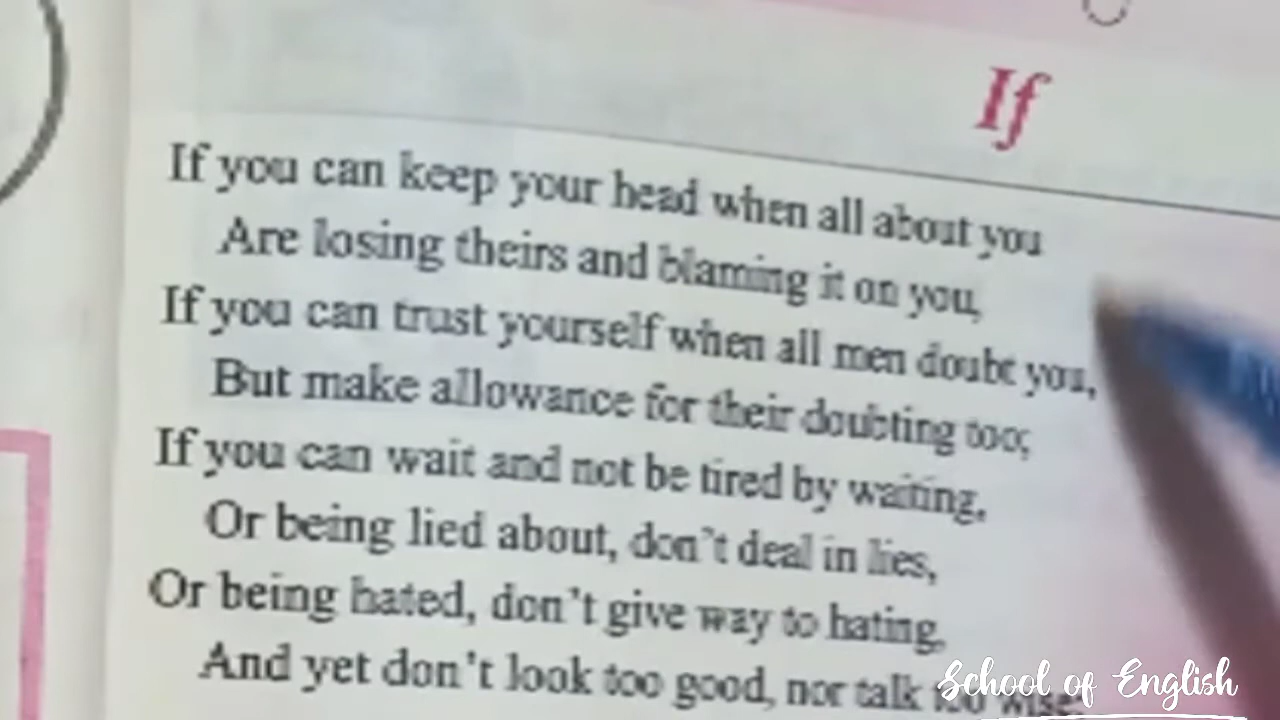 If
If you can keep your head when all about you
Are losing theirs and blaming it on you,
If you can trust yourself when all men doubt you,
But make allowance for their doubting too;
If you can wait and not be tired by waiting,
Or being lied about, don't deal in lies,
Or being hated, don't give way to hating,
And yet don't look too good, nor talk too wise:
School of English